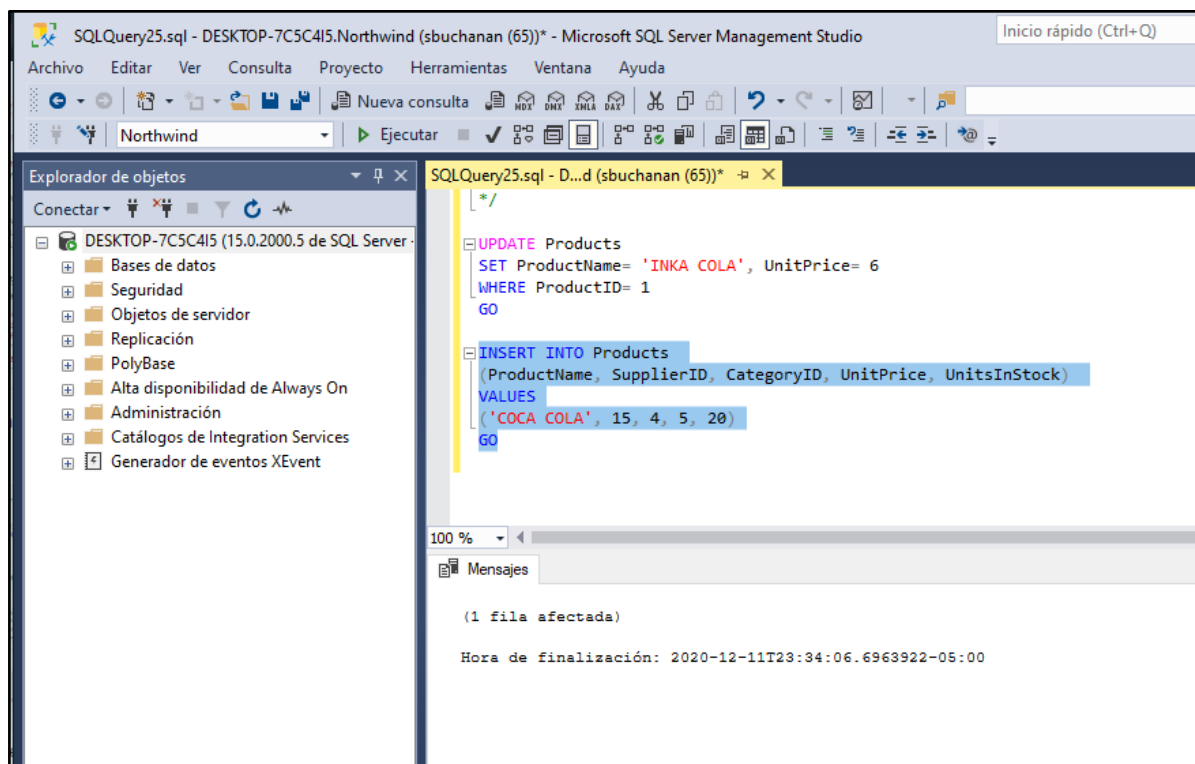 SQLQuery25.sql - DESKTOP-7C5C4I5.Northwind (sbuchanan (65))* - Microsoft SQL Server Management Studio
Inicio rápido (Ctrl+Q)
Archivo Editar Ver Consulta Proyecto Herramientas Ventana Ayuda
Nueva consulta MDX DMX XMLA DAX
Northwind Ejecutar
Explorador de objetos
SQLQuery25.sql - D...d (sbuchanan (65))*
Conectar
DESKTOP-7C5C4I5 (15.0.2000.5 de SQL Server -
Bases de datos
Seguridad
Objetos de servidor
Replicación
PolyBase
Alta disponibilidad de Always On
Administración
Catálogos de Integration Services
Generador de eventos XEvent
*/
UPDATE Products
SET ProductName= 'INKA COLA', UnitPrice= 6
WHERE ProductID= 1
GO
INSERT INTO Products
(ProductName, SupplierID, CategoryID, UnitPrice, UnitsInStock)
VALUES
('COCA COLA', 15, 4, 5, 20)
GO
100 %
Mensajes
(1 fila afectada)
Hora de finalización: 2020-12-11T23:34:06.6963922-05:00